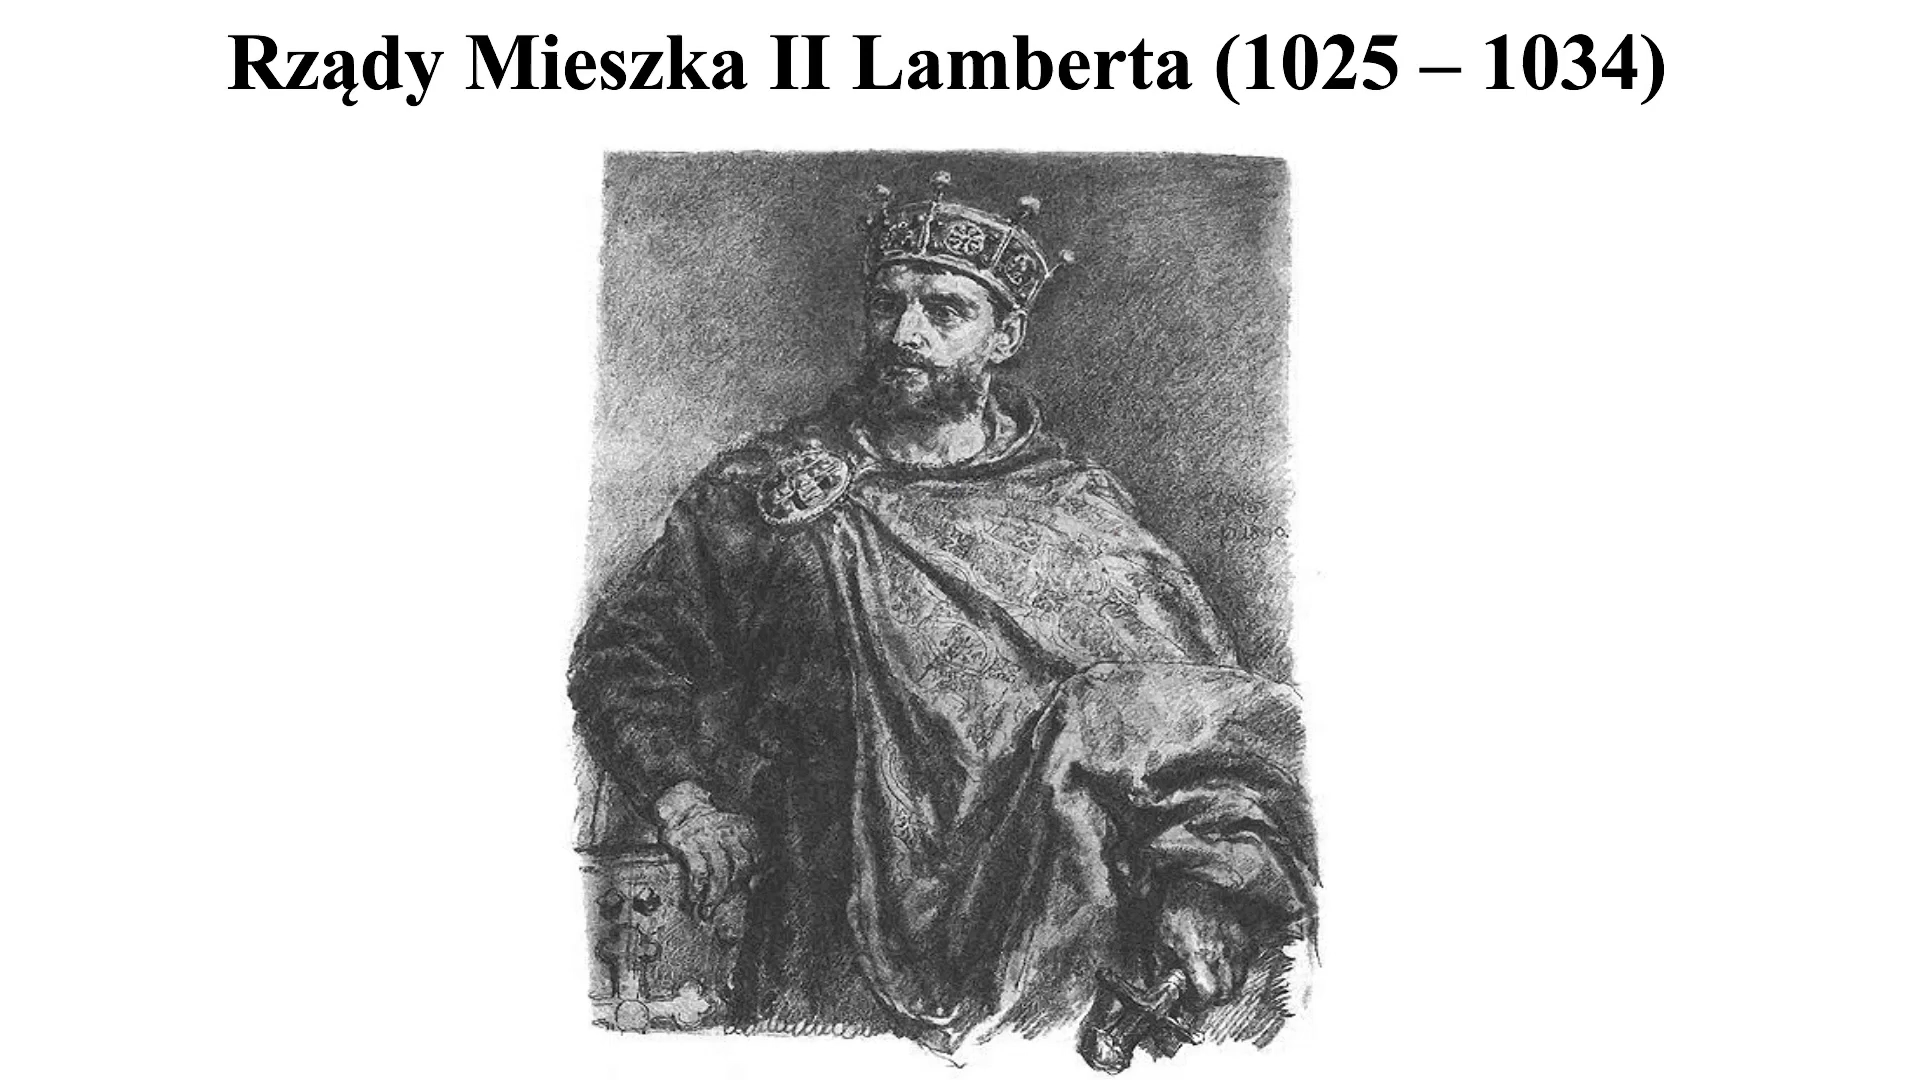 Rządy Mieszka II Lamberta (1025 – 1034)